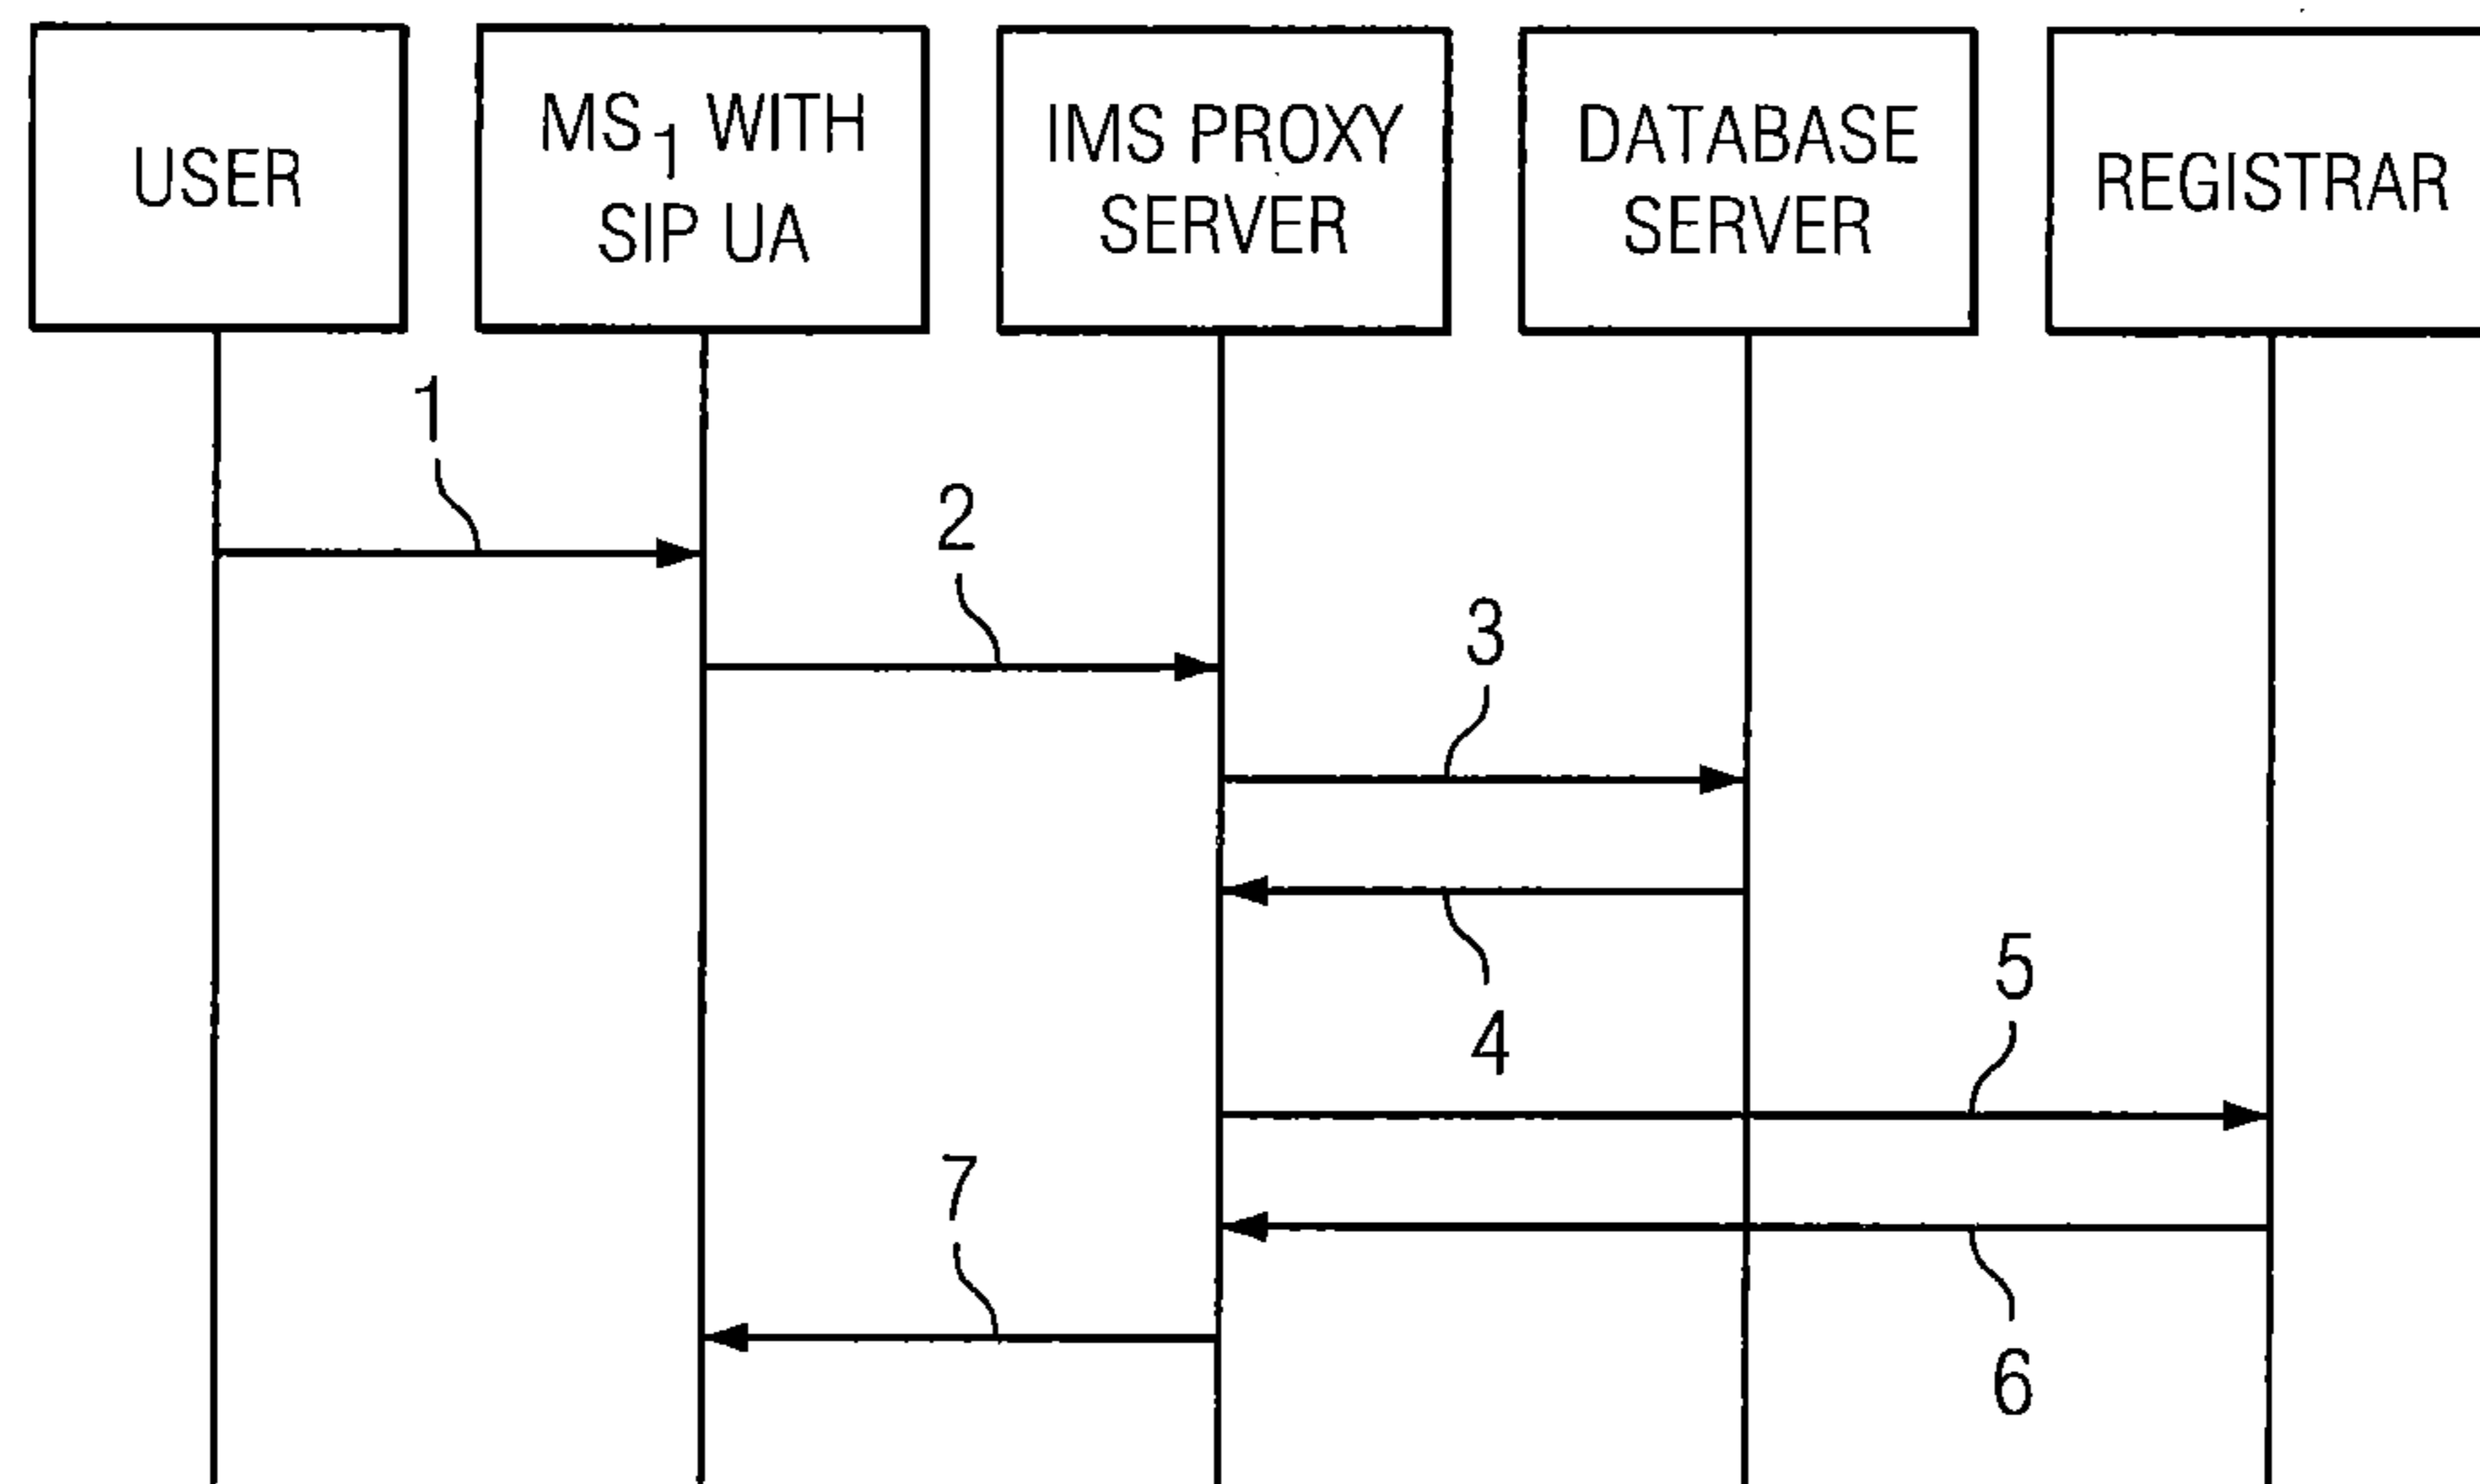 USER
MS1 WITH
SIP UA
IMS PROXY
SERVER
DATABASE
SERVER
REGISTRAR
1
2
3
4
5
7
6